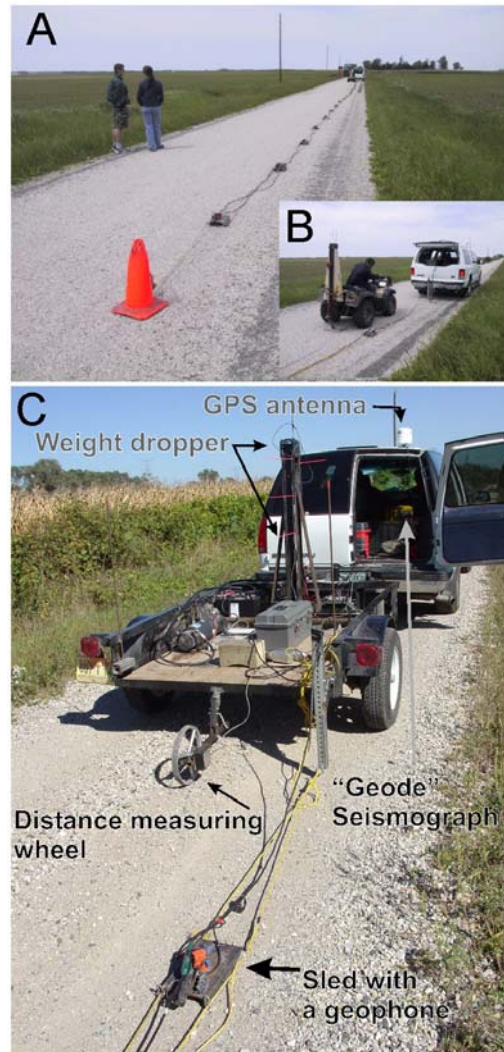 A
B
C
GPS antenna
Weight dropper
"Geode"
Seismograph
Distance measuring
wheel
Sled with
a geophone